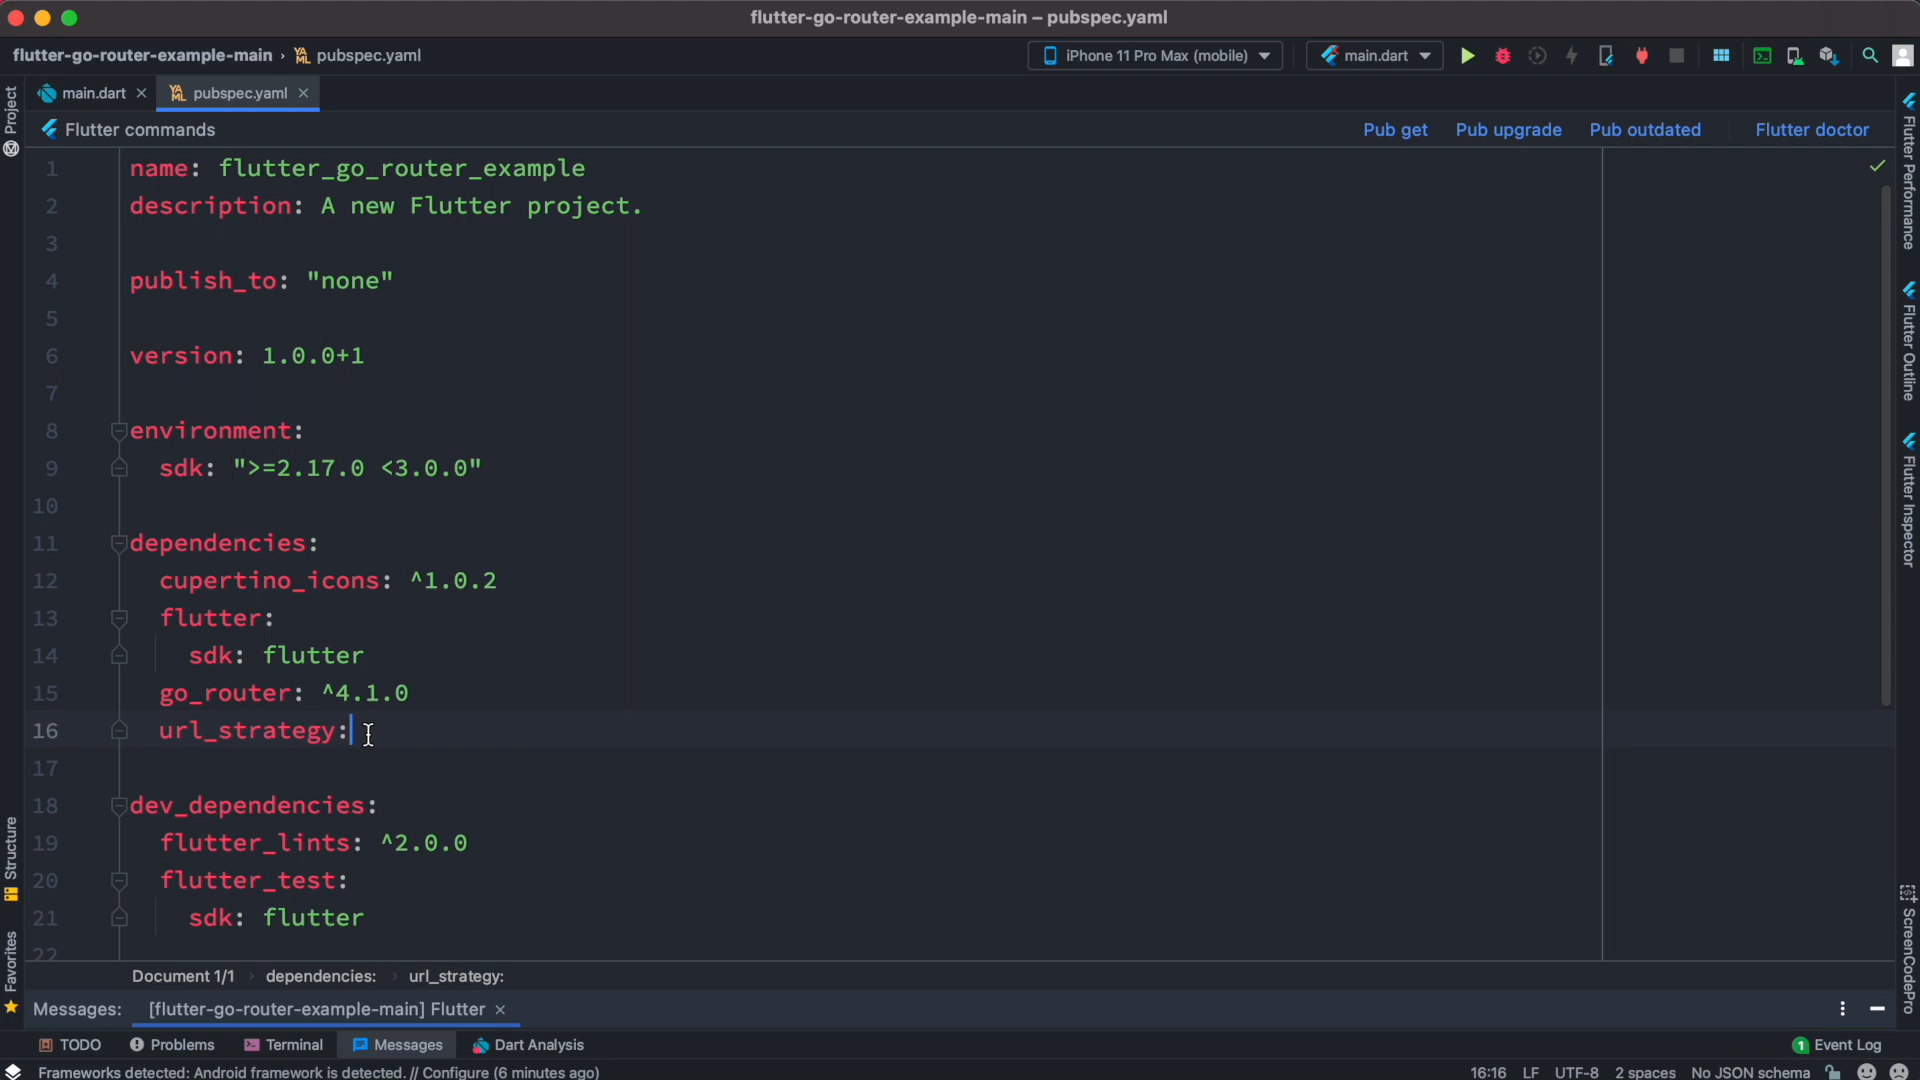 flutter-go-router-example-main – pubspec.yaml
flutter-go-router-example-main › pubspec.yaml
iPhone 11 Pro Max (mobile)
main.dart
main.dart
pubspec.yaml
Flutter commands
Pub get
Pub upgrade
Pub outdated
Flutter doctor
1 name: flutter_go_router_example
2 description: A new Flutter project.
3
4 publish_to: "none"
5
6 version: 1.0.0+1
7
8 environment:
9 sdk: ">=2.17.0 <3.0.0"
10
11 dependencies:
12 cupertino_icons: ^1.0.2
13 flutter:
14 sdk: flutter
15 go_router: ^4.1.0
16 url_strategy:
17
18 dev_dependencies:
19 flutter_lints: ^2.0.0
20 flutter_test:
21 sdk: flutter
22
Project
Structure
Favorites
Flutter Performance
Flutter Outline
Flutter Inspector
ScreenCodePro
Document 1/1 › dependencies: › url_strategy:
Messages: [flutter-go-router-example-main] Flutter
TODO
Problems
Terminal
Messages
Dart Analysis
1 Event Log
Frameworks detected: Android framework is detected. // Configure (6 minutes ago)
16:16 LF UTF-8 2 spaces No JSON schema